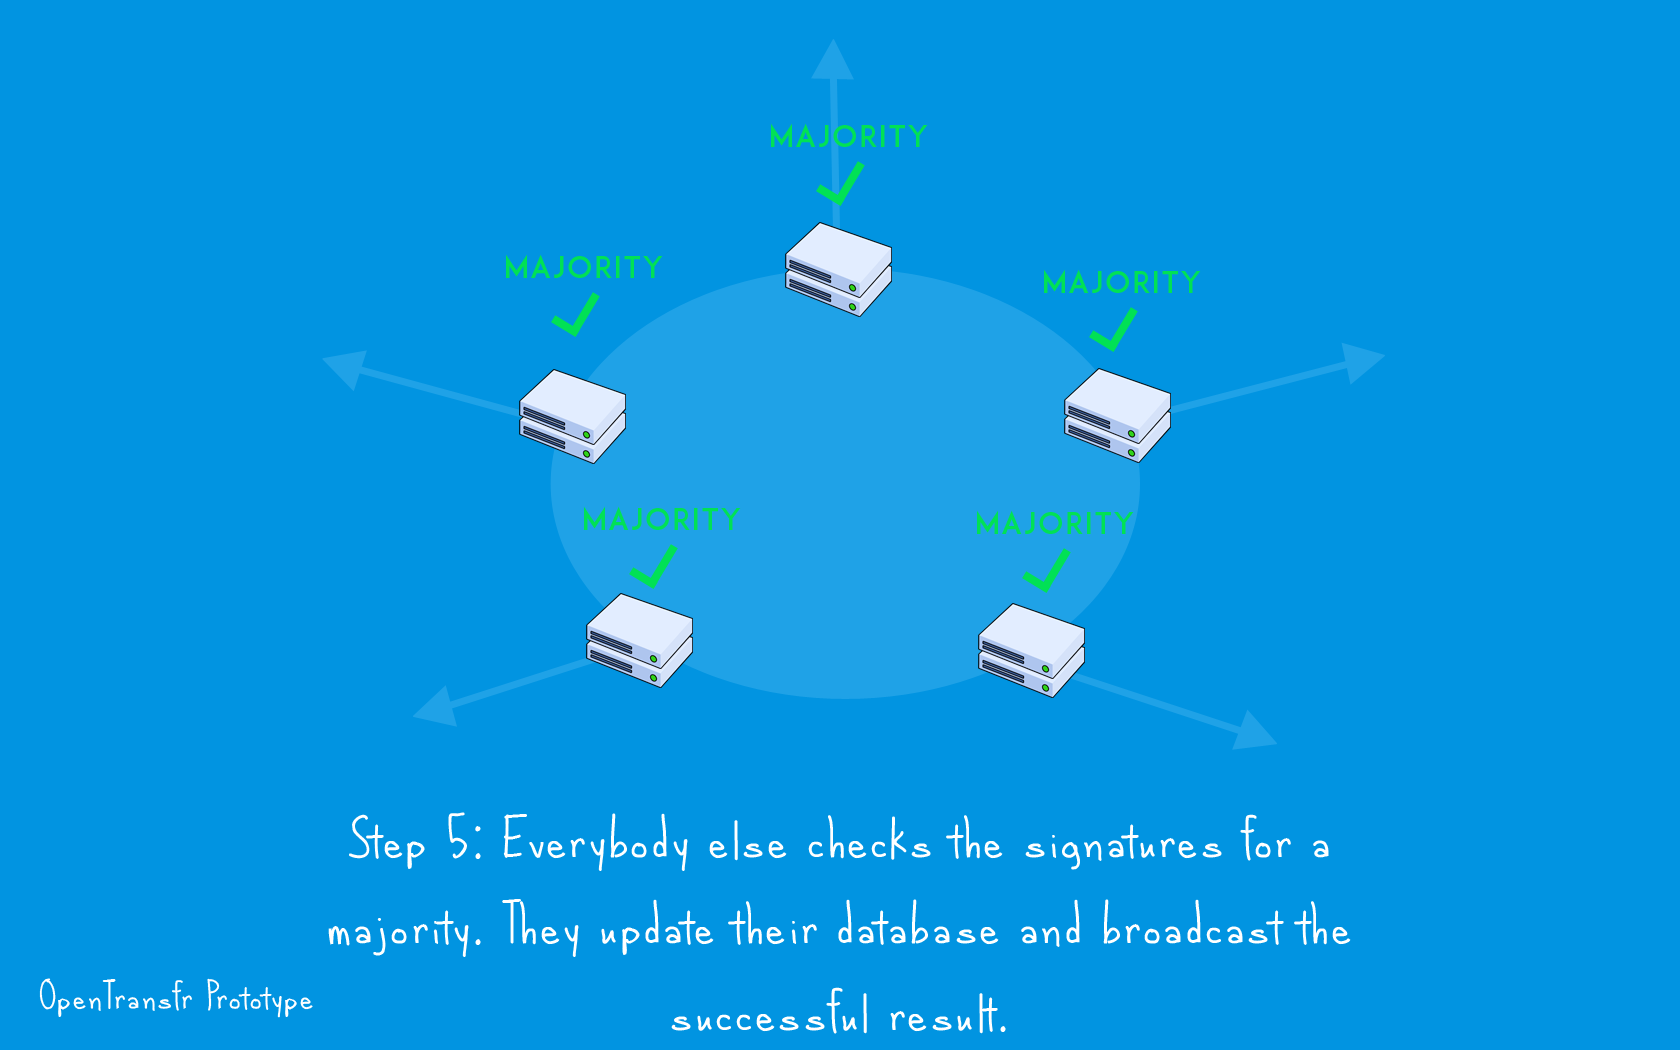 MAJORITY
MAJORITY
MAJORITY
MAJORITY
MAJORITY
Step 5: Everybody else checks the signatures for a
majority. They update their database and broadcast the
successful result.
OpenTransfr Prototype